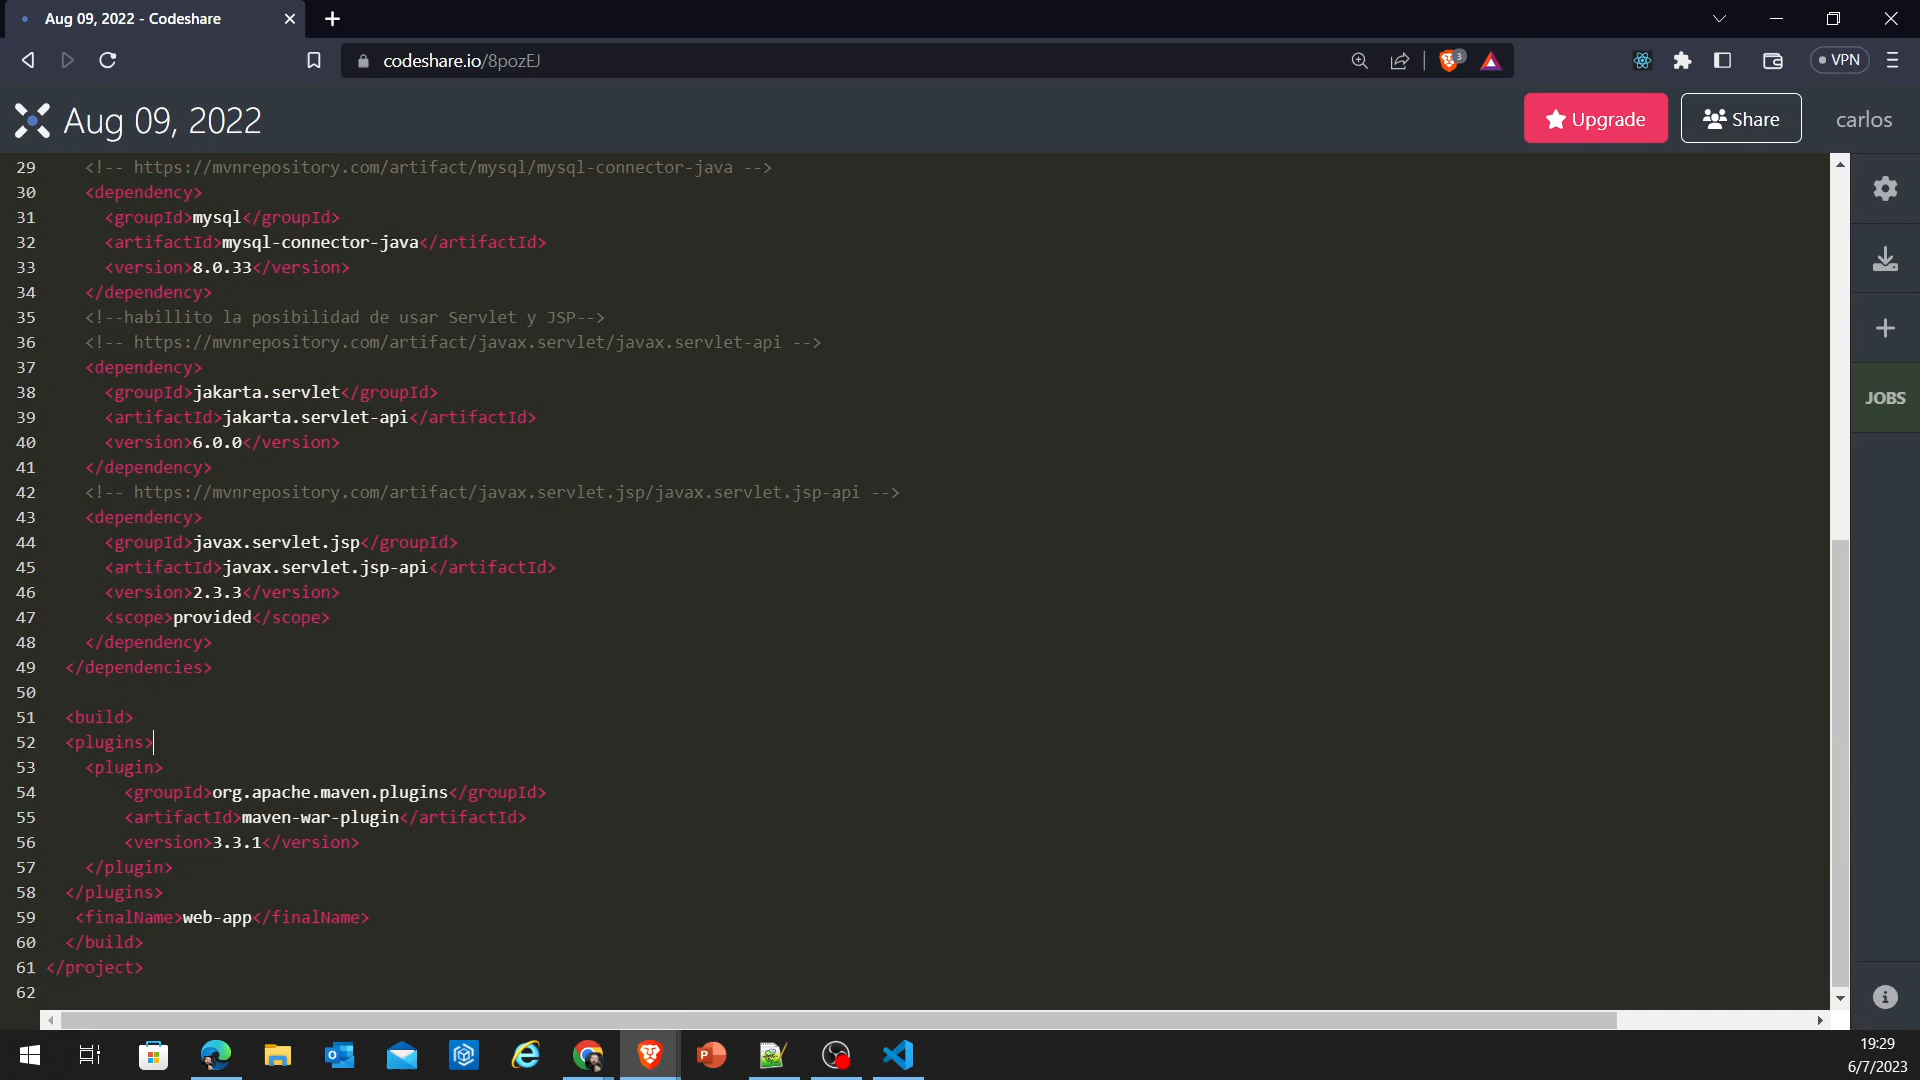 Aug 09, 2022 - Codeshare
codeshare.io/8pozEJ
3
VPN
Aug 09, 2022
Upgrade
Share
carlos
29 <!-- https://mvnrepository.com/artifact/mysql/mysql-connector-java -->
30 <dependency>
31 <groupId>mysql</groupId>
32 <artifactId>mysql-connector-java</artifactId>
33 <version>8.0.33</version>
34 </dependency>
35 <!--habillito la posibilidad de usar Servlet y JSP-->
36 <!-- https://mvnrepository.com/artifact/javax.servlet/javax.servlet-api -->
37 <dependency>
38 <groupId>jakarta.servlet</groupId>
39 <artifactId>jakarta.servlet-api</artifactId>
40 <version>6.0.0</version>
41 </dependency>
42 <!-- https://mvnrepository.com/artifact/javax.servlet.jsp/javax.servlet.jsp-api -->
43 <dependency>
44 <groupId>javax.servlet.jsp</groupId>
45 <artifactId>javax.servlet.jsp-api</artifactId>
46 <version>2.3.3</version>
47 <scope>provided</scope>
48 </dependency>
49 </dependencies>
50
51 <build>
52 <plugins>
53 <plugin>
54 <groupId>org.apache.maven.plugins</groupId>
55 <artifactId>maven-war-plugin</artifactId>
56 <version>3.3.1</version>
57 </plugin>
58 </plugins>
59 <finalName>web-app</finalName>
60 </build>
61 </project>
62
JOBS
19:29
6/7/2023